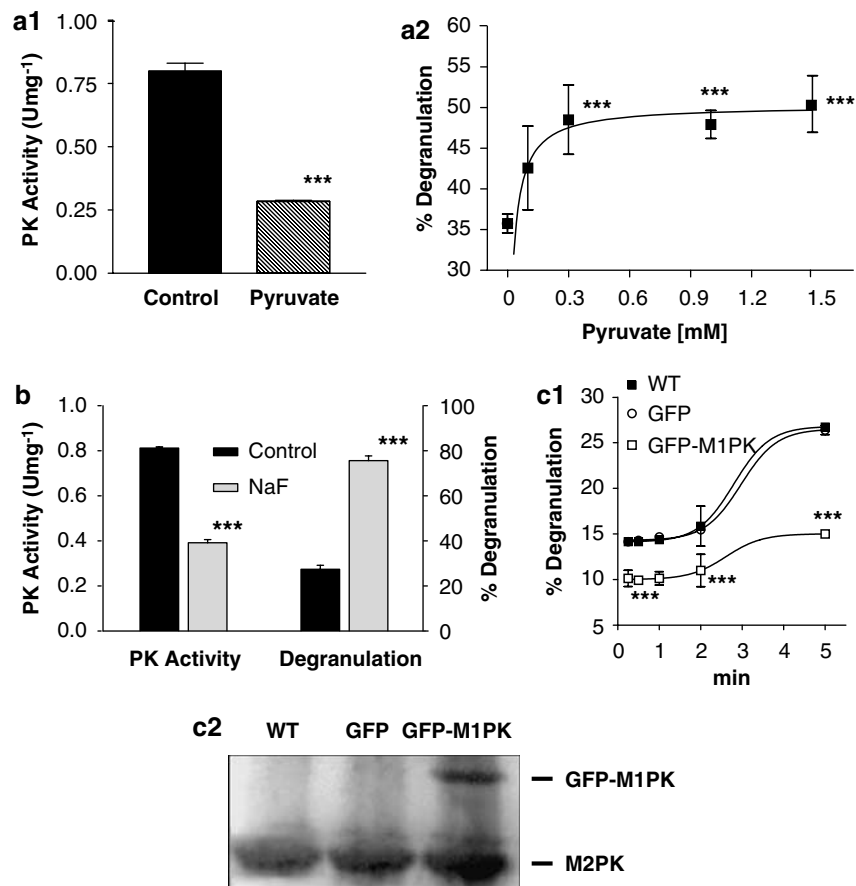 a1
PK Activity (Umg-1)
1.00
0.75
0.50
0.25
0.00
***
Control Pyruvate
a2
% Degranulation
60
55
50
45
40
35
30
*** *** ***
0 0.3 0.6 0.9 1.2 1.5
Pyruvate [mM]
b
PK Activity (Umg-1)
1.0
0.8
0.6
0.4
0.2
0.0
Control
NaF
***
***
100
80
60
40
20
0
% Degranulation
PK Activity Degranulation
c1
WT
GFP
GFP-M1PK
% Degranulation
30
25
20
15
10
5
***
***
***
0 1 2 3 4 5
min
c2
WT GFP GFP-M1PK
GFP-M1PK
M2PK